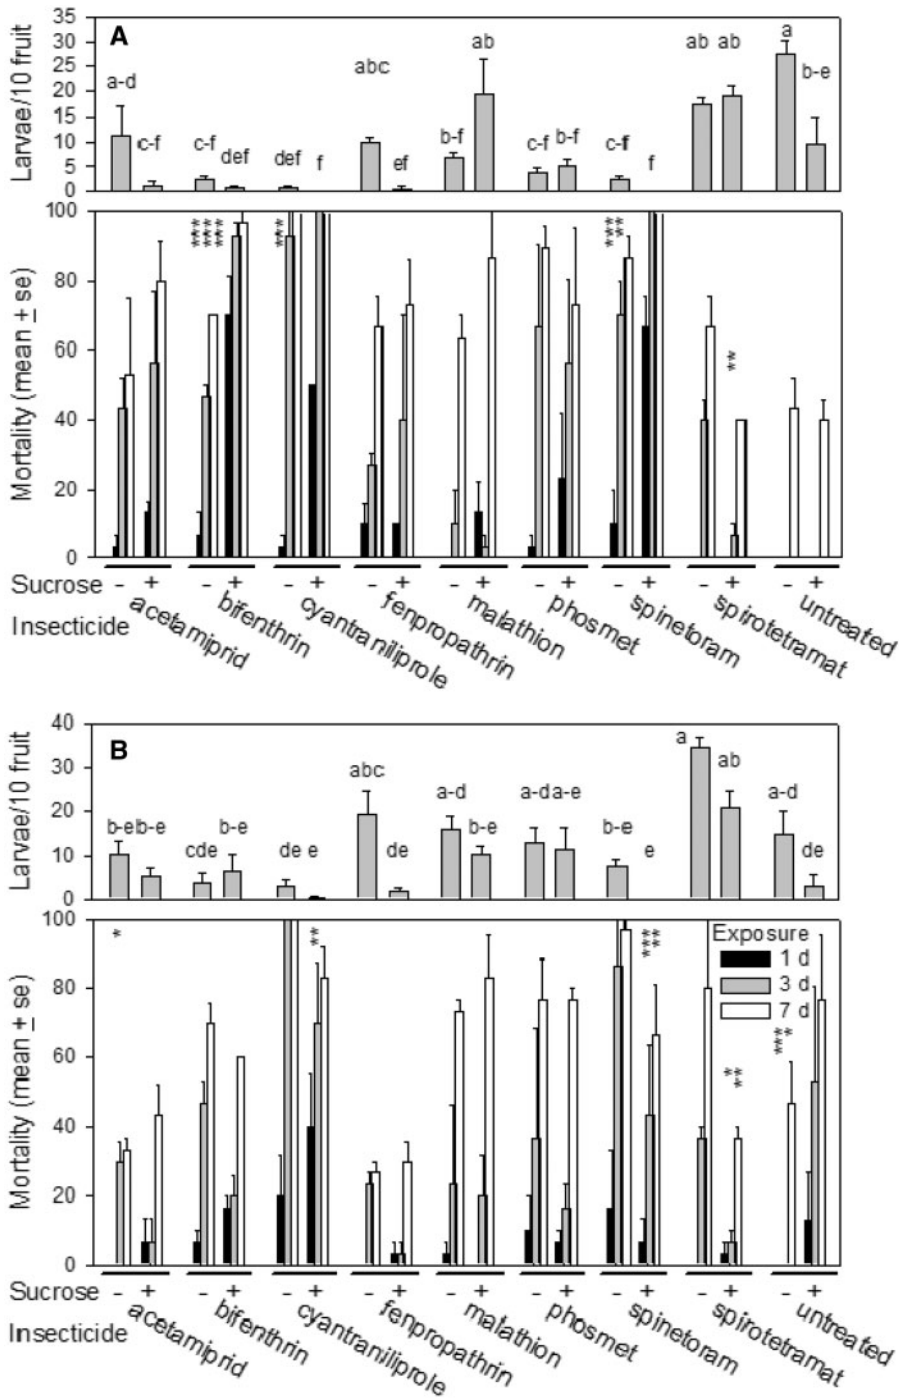 A
Larvae/10 fruit
35
30
25
20
15
10
5
0
a-d c-f c-f def def f abc ef b-f ab c-f b-f c-f f ab ab a b-e
Mortality (mean ± se)
100
80
60
40
20
0
*** *** *** *** *** ** **
Sucrose - + - + - + - + - + - + - + - + - +
Insecticide
acetamiprid
bifenthrin
cyantraniliprole
fenpropathrin
malathion
phosmet
spinetoram
spirotetramat
untreated
B
Larvae/10 fruit
40
30
20
10
0
b-e b-e cde b-e de e abc de a-d b-e a-d a-e b-e e a ab a-d de
Mortality (mean ± se)
100
80
60
40
20
0
* ** *** *** * ** *** *
Exposure
1 d
3 d
7 d
Sucrose - + - + - + - + - + - + - + - + - +
Insecticide
acetamiprid
bifenthrin
cyantraniliprole
fenpropathrin
malathion
phosmet
spinetoram
spirotetramat
untreated